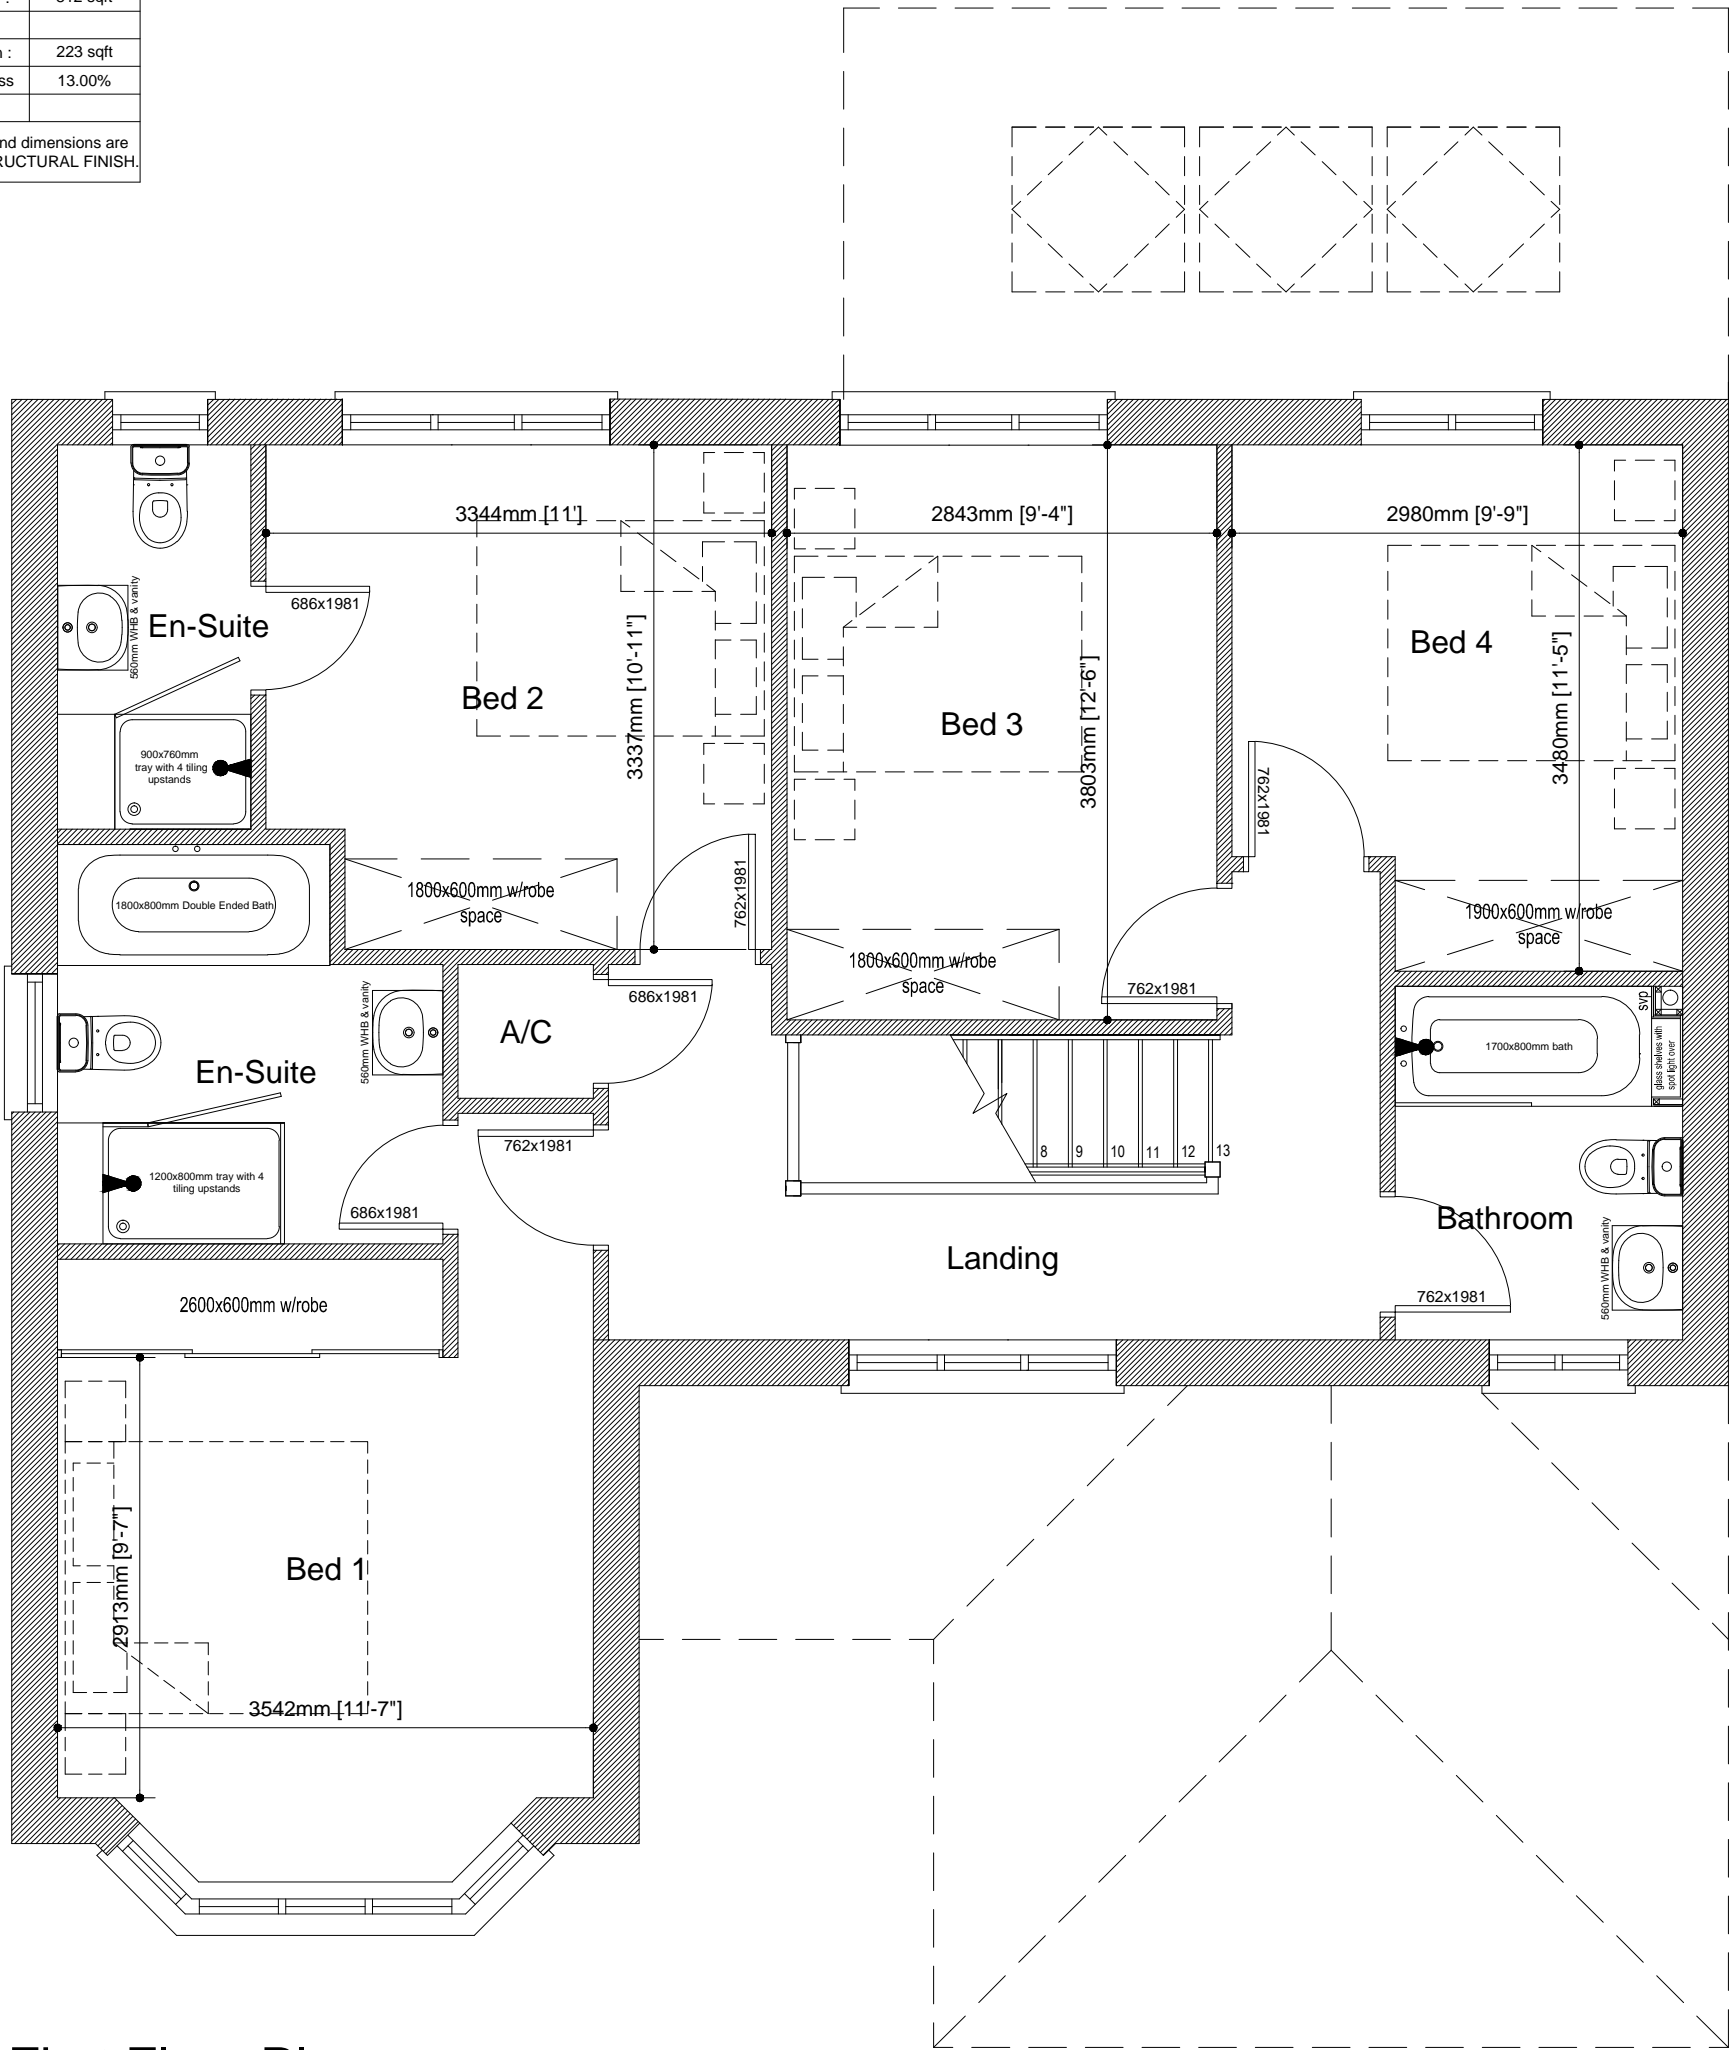 223 sqft
13.00%
dimensions are
FINISH.
3344mm [11']
2843mm [9'-4"]
2980mm [9'-9"]
686x1981
560mm WHB & vanity
En-Suite
Bed 2
3337mm [10'-11"]
Bed 3
3803mm [12'-6"]
Bed 4
3480mm [11'-5"]
900x760mm
tray with 4 tiling
upstands
762x1981
762x1981
1800x800mm Double Ended Bath
1800x600mm w/robe
space
1900x600mm w/robe
space
1800x600mm w/robe
space
762x1981
686x1981
560mm WHB & vanity
A/C
En-Suite
svp
1700x800mm bath
glass shelves with
spot light over
762x1981
8
9
10
11
12
13
1200x800mm tray with 4
tiling upstands
686x1981
Bathroom
560mm WHB & vanity
Landing
762x1981
2600x600mm w/robe
Bed 1
2913mm [9'-7"]
3542mm [11'-7"]